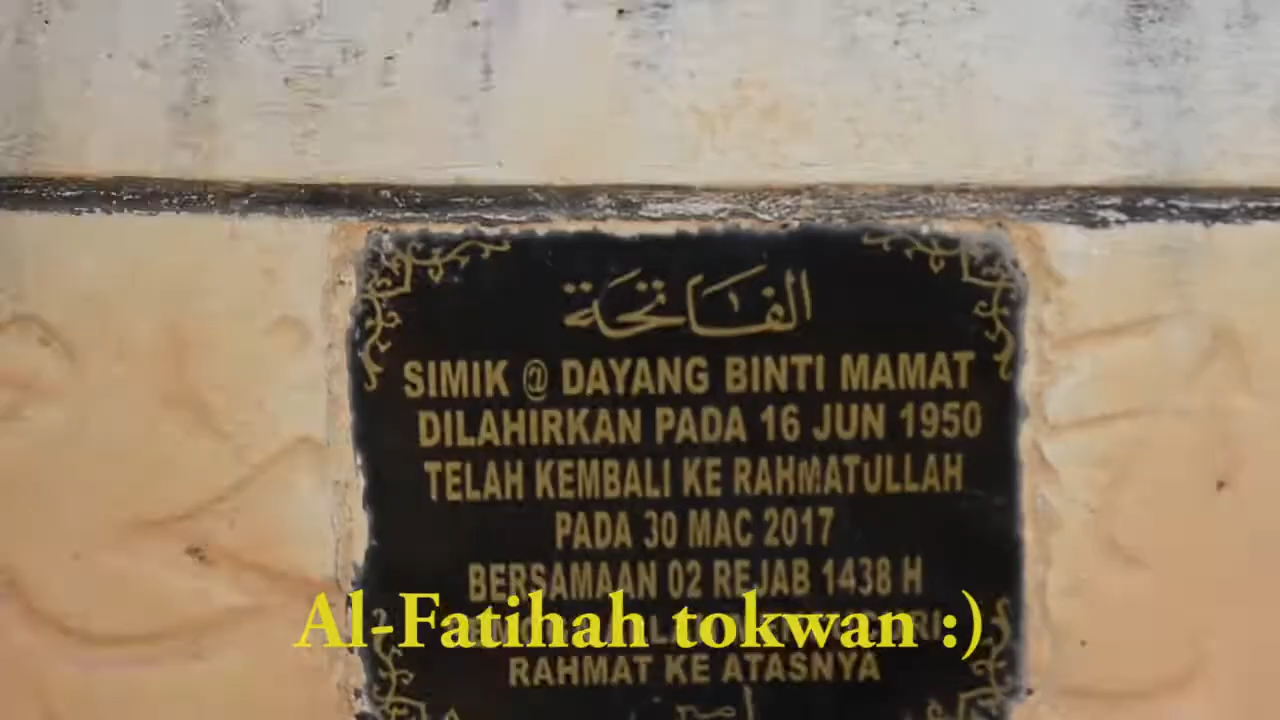 الفاتحة
SIMIK @ DAYANG BINTI MAMAT
DILAHIRKAN PADA 16 JUN 1950
TELAH KEMBALI KE RAHMATULLAH
PADA 30 MAC 2017
BERSAMAAN 02 REJAB 1438 H
Al-Fatihah tokwan :)
RAHMAT KE ATASNYA